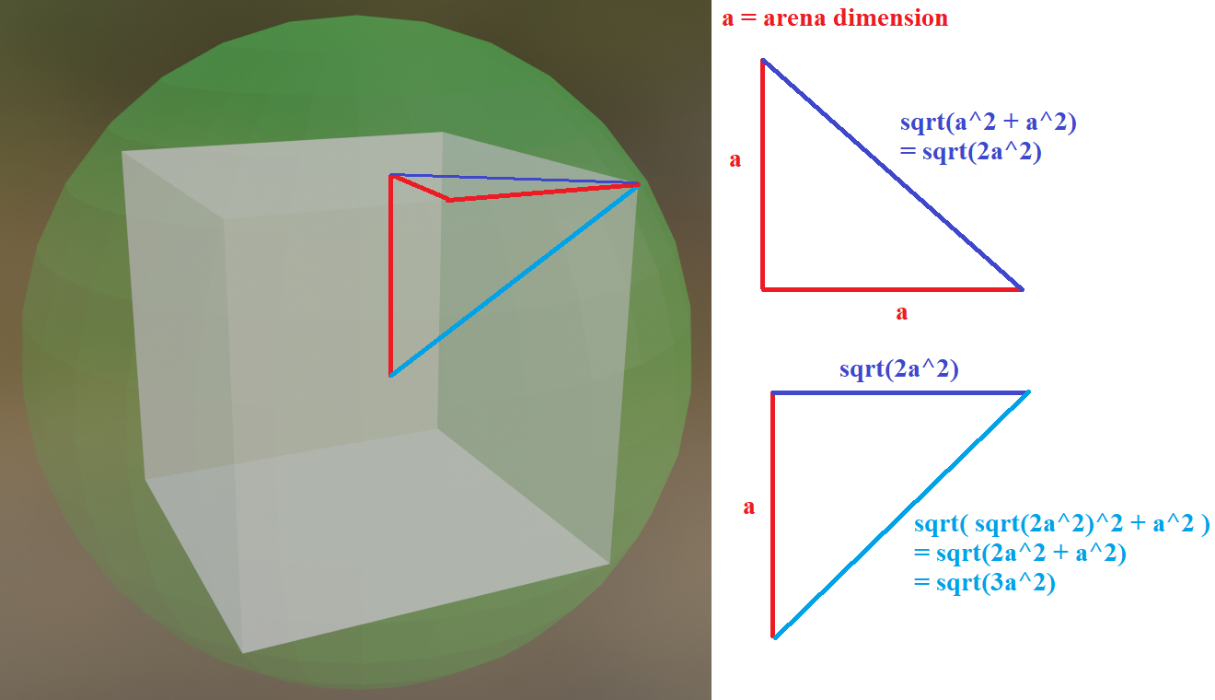 a = arena dimension
sqrt(a^2 + a^2)
= sqrt(2a^2)
a
a
sqrt(2a^2)
a
sqrt( sqrt(2a^2)^2 + a^2 )
= sqrt(2a^2 + a^2)
= sqrt(3a^2)